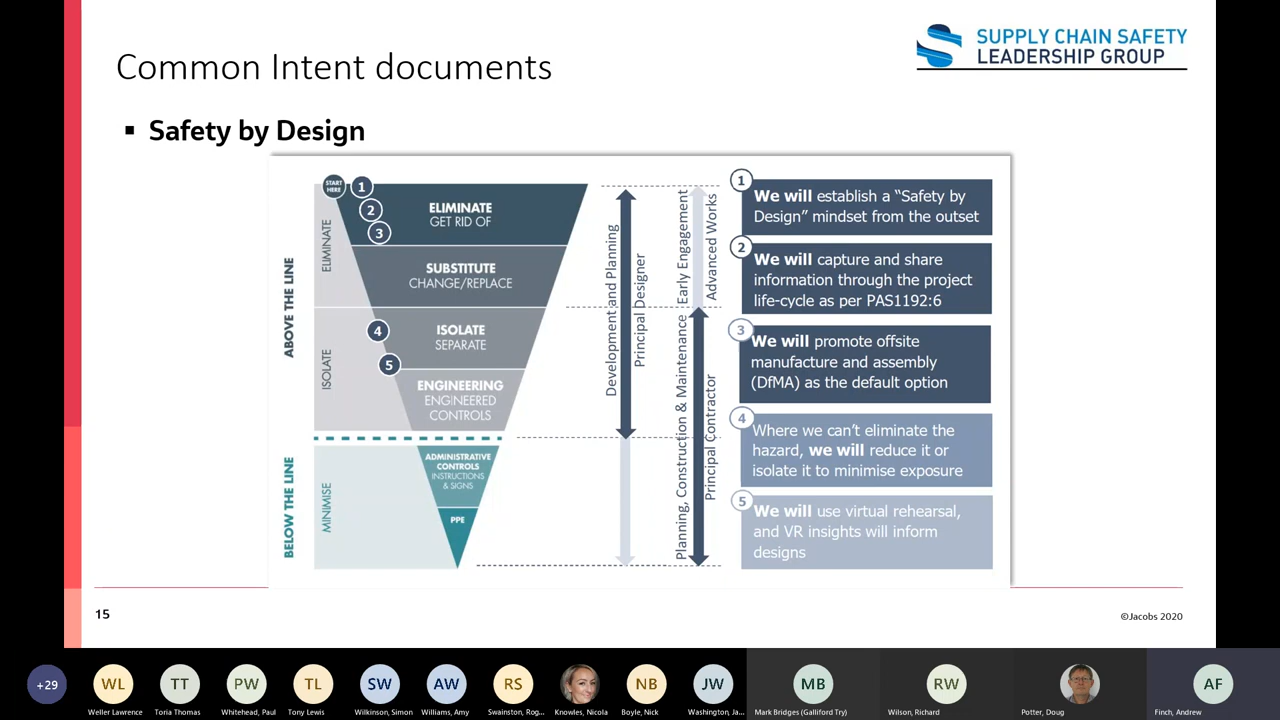 Common Intent documents
SUPPLY CHAIN SAFETY
LEADERSHIP GROUP
▪ Safety by Design
START
HERE
1
2
3
4
5
ABOVE THE LINE
ELIMINATE
ISOLATE
ELIMINATE
GET RID OF
SUBSTITUTE
CHANGE/REPLACE
ISOLATE
SEPARATE
ENGINEERING
ENGINEERED
CONTROLS
BELOW THE LINE
MINIMISE
ADMINISTRATIVE
CONTROLS
INSTRUCTIONS
& SIGNS
PPE
Development and Planning
Principal Designer
Early Engagement
Advanced Works
Planning, Construction & Maintenance
Principal Contractor
1
We will establish a “Safety by
Design” mindset from the outset
2
We will capture and share
information through the project
life-cycle as per PAS1192:6
3
We will promote offsite
manufacture and assembly
(DfMA) as the default option
4
Where we can’t eliminate the
hazard, we will reduce it or
isolate it to minimise exposure
5
We will use virtual rehearsal,
and VR insights will inform
designs
15
©Jacobs 2020
+29
WL
TT
PW
TL
SW
AW
RS
NB
JW
MB
RW
AF
Weller Lawrence
Toria Thomas
Whitehead, Paul
Tony Lewis
Wilkinson, Simon
Williams, Amy
Swainston, Rog...
Knowles, Nicola
Boyle, Nick
Washington, Ja...
Mark Bridges (Galliford Try)
Wilson, Richard
Potter, Doug
Finch, Andrew